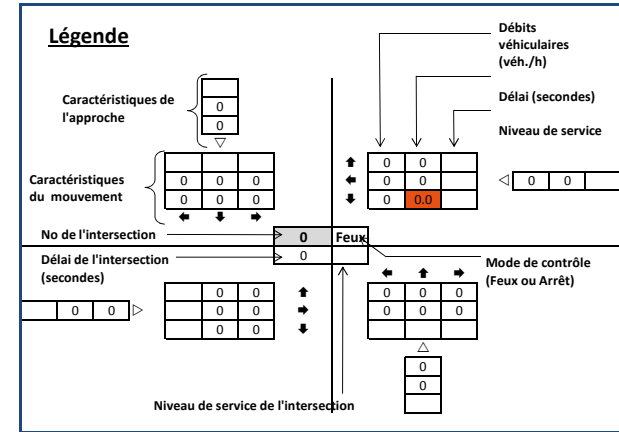 Légende
Débits
véhiculaires
(véh./h)
Délai (secondes)
Niveau de service
Caractéristiques de
l'approche
0
0
Caractéristiques
du mouvement
0 0 0
0 0 0
0 0
0 0
0 0.0
0 0
No de l'intersection
0 Feux
Délai de l'intersection
(secondes)
0
Mode de contrôle
(Feux ou Arrêt)
0 0
0 0
0 0
0 0
0 0 0
0 0 0
0
0
Niveau de service de l'intersection